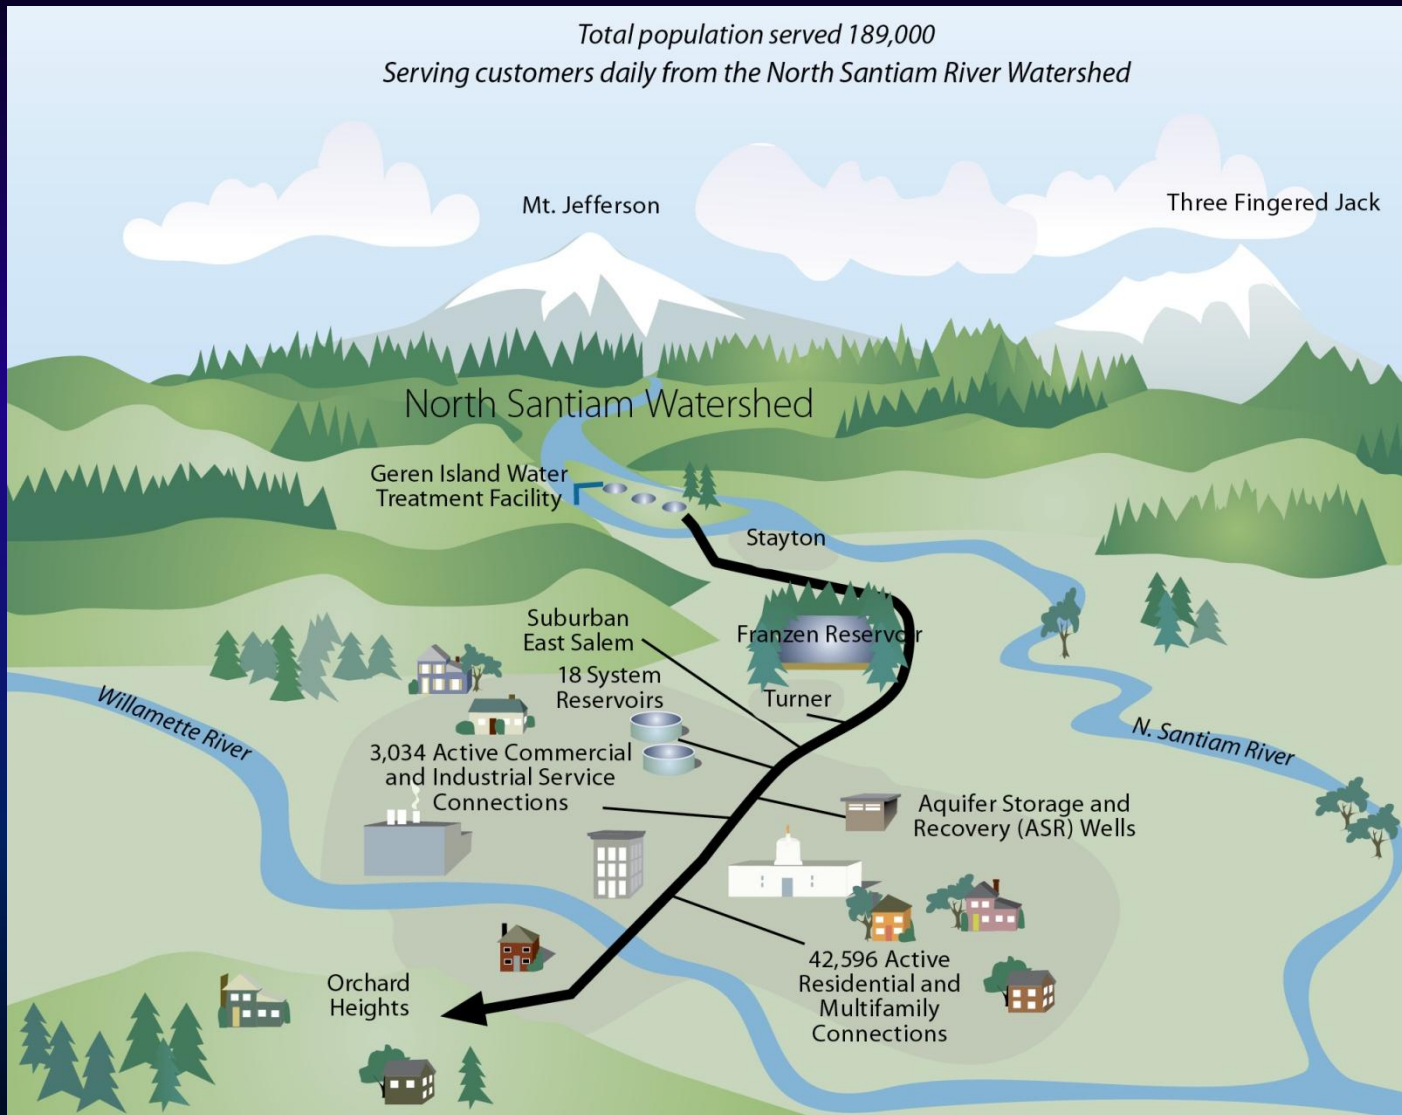 Total population served 189,000
Serving customers daily from the North Santiam River Watershed
Mt. Jefferson
Three Fingered Jack
North Santiam Watershed
Geren Island Water
Treatment Facility
Stayton
Suburban
East Salem
Franzen Reservoir
18 System
Reservoirs
Turner
Willamette River
N. Santiam River
3,034 Active Commercial
and Industrial Service
Connections
Aquifer Storage and
Recovery (ASR) Wells
42,596 Active
Residential and
Multifamily
Connections
Orchard
Heights